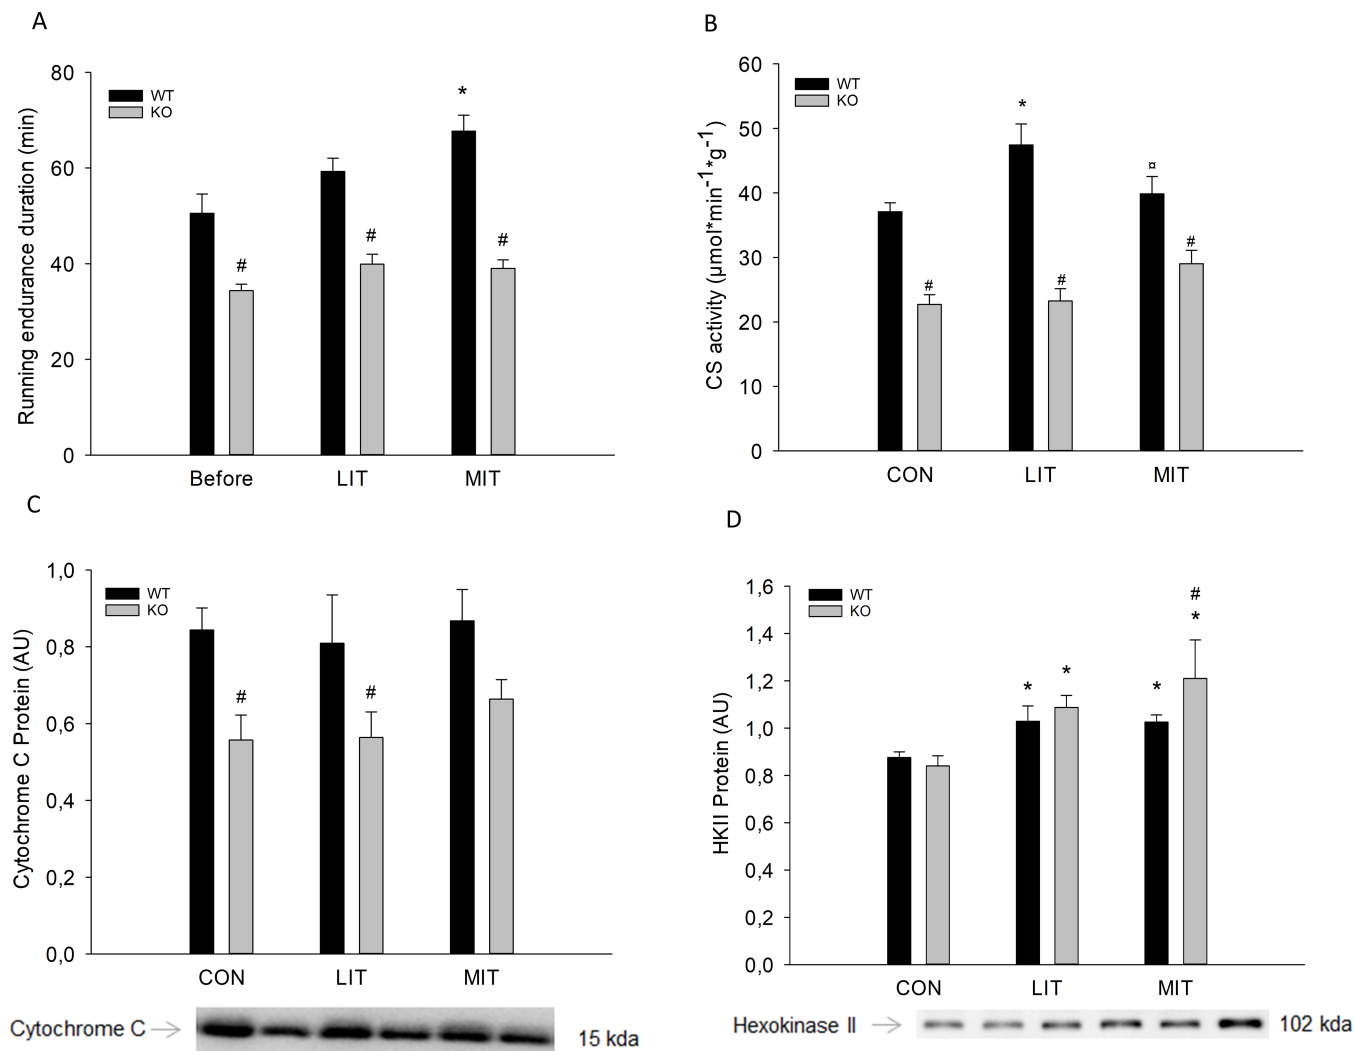 A
Running endurance duration (min)
80
60
40
20
0
WT
KO
#
#
*
#
Before LIT MIT
B
CS activity (µmol*min⁻¹*g⁻¹)
60
50
40
30
20
10
0
WT
KO
#
*
#
¤
#
CON LIT MIT
C
Cytochrome C Protein (AU)
1,0
0,8
0,6
0,4
0,2
0,0
WT
KO
#
#
CON LIT MIT
Cytochrome C
15 kda
D
HKII Protein (AU)
1,6
1,4
1,2
1,0
0,8
0,6
0,4
0,2
0,0
WT
KO
*
*
*
#
*
CON LIT MIT
Hexokinase II
102 kda